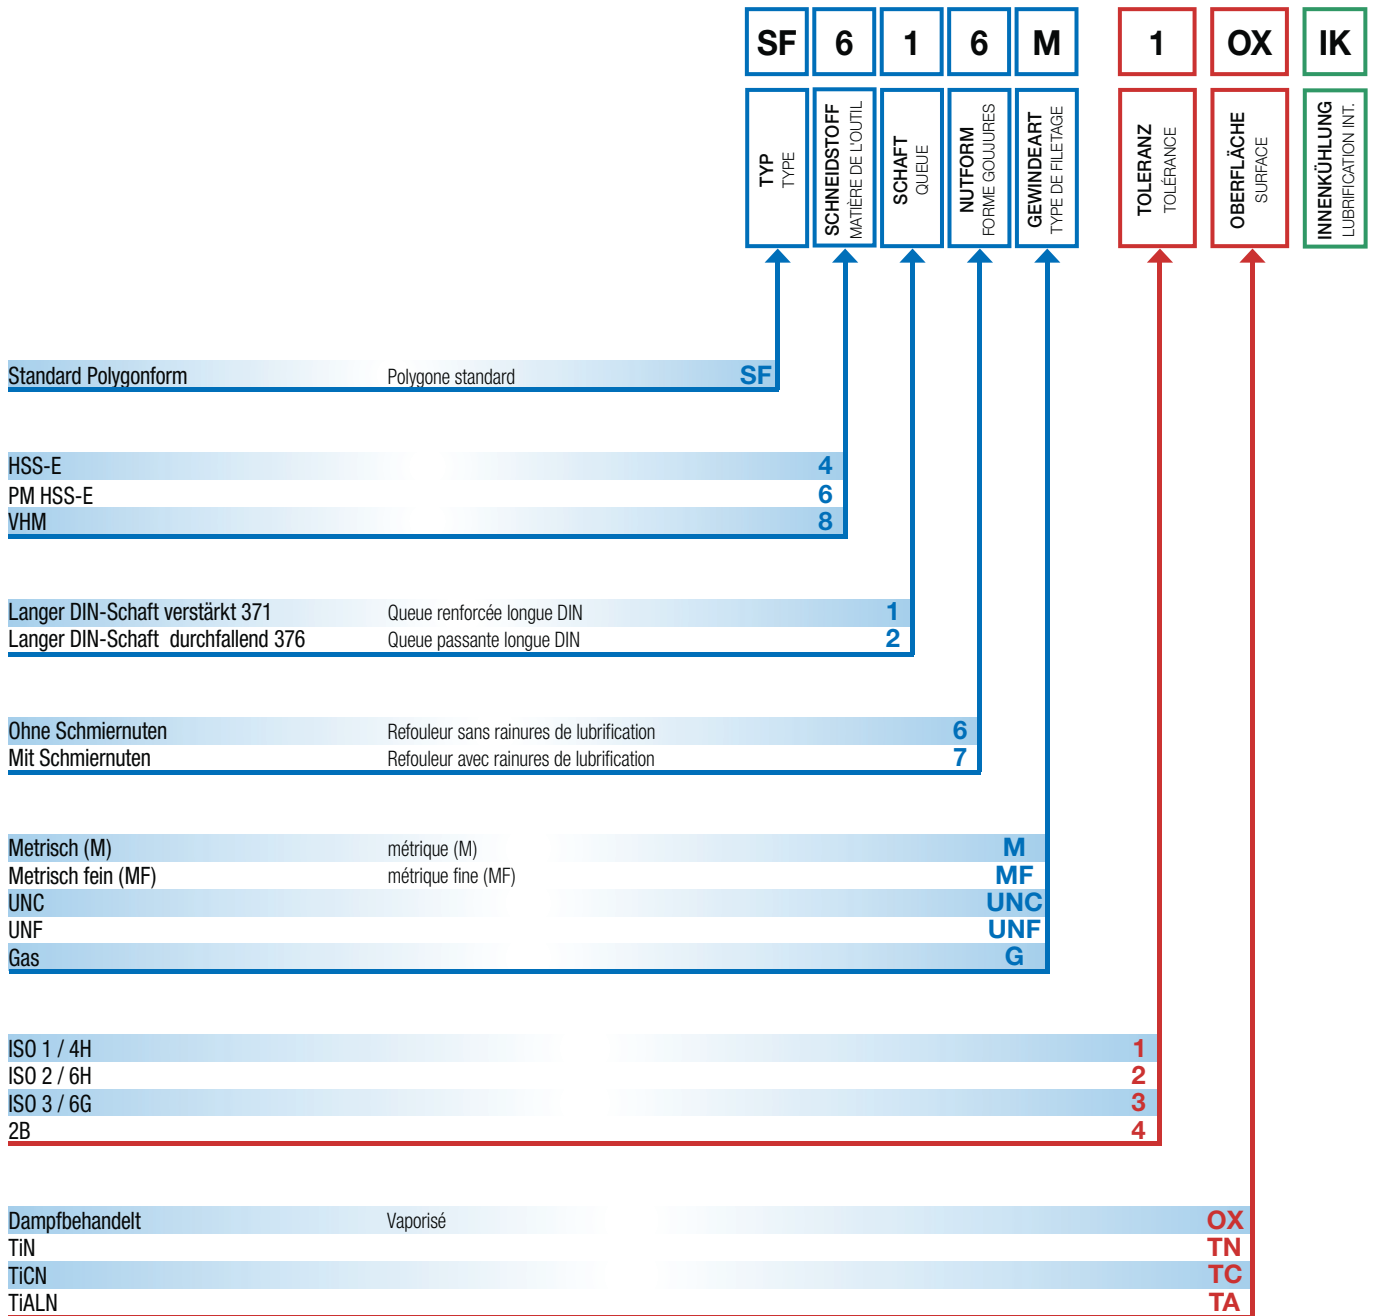 SF 6 1 6 M 1 OX IK
TYP
TYPE
SCHNEIDSTOFF
MATIÈRE DE L'OUTIL
SCHAFT
QUEUE
NUTFORM
FORME GOUJURES
GEWINDEART
TYPE DE FILETAGE
TOLERANZ
TOLÉRANCE
OBERFLÄCHE
SURFACE
INNENKÜHLUNG
LUBRIFICATION INT.
Standard Polygonform Polygone standard SF
HSS-E 4
PM HSS-E 6
VHM 8
Langer DIN-Schaft verstärkt 371 Queue renforcée longue DIN 1
Langer DIN-Schaft durchfallend 376 Queue passante longue DIN 2
Ohne Schmiernuten Refouleur sans rainures de lubrification 6
Mit Schmiernuten Refouleur avec rainures de lubrification 7
Metrisch (M) métrique (M) M
Metrisch fein (MF) métrique fine (MF) MF
UNC UNC
UNF UNF
Gas G
ISO 1 / 4H 1
ISO 2 / 6H 2
ISO 3 / 6G 3
2B 4
Dampfbehandelt Vaporisé OX
TiN TN
TiCN TC
TiALN TA